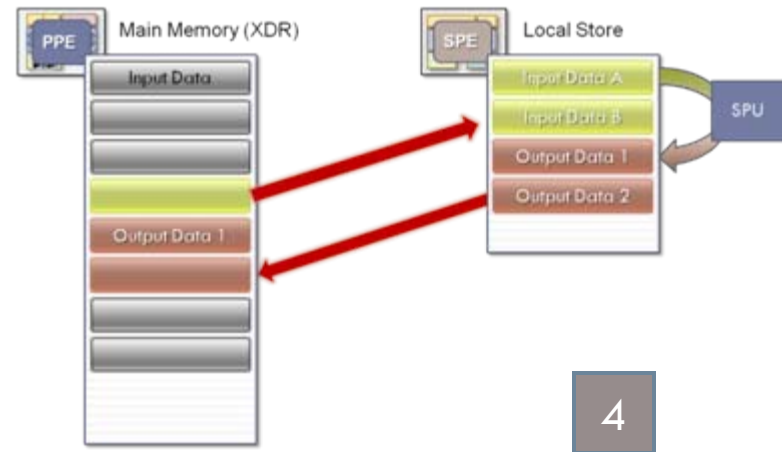 PPE
Main Memory (XDR)
Input Data
Output Data 1
SPE
Local Store
Input Data A
Input Data B
Output Data 1
Output Data 2
SPU
4